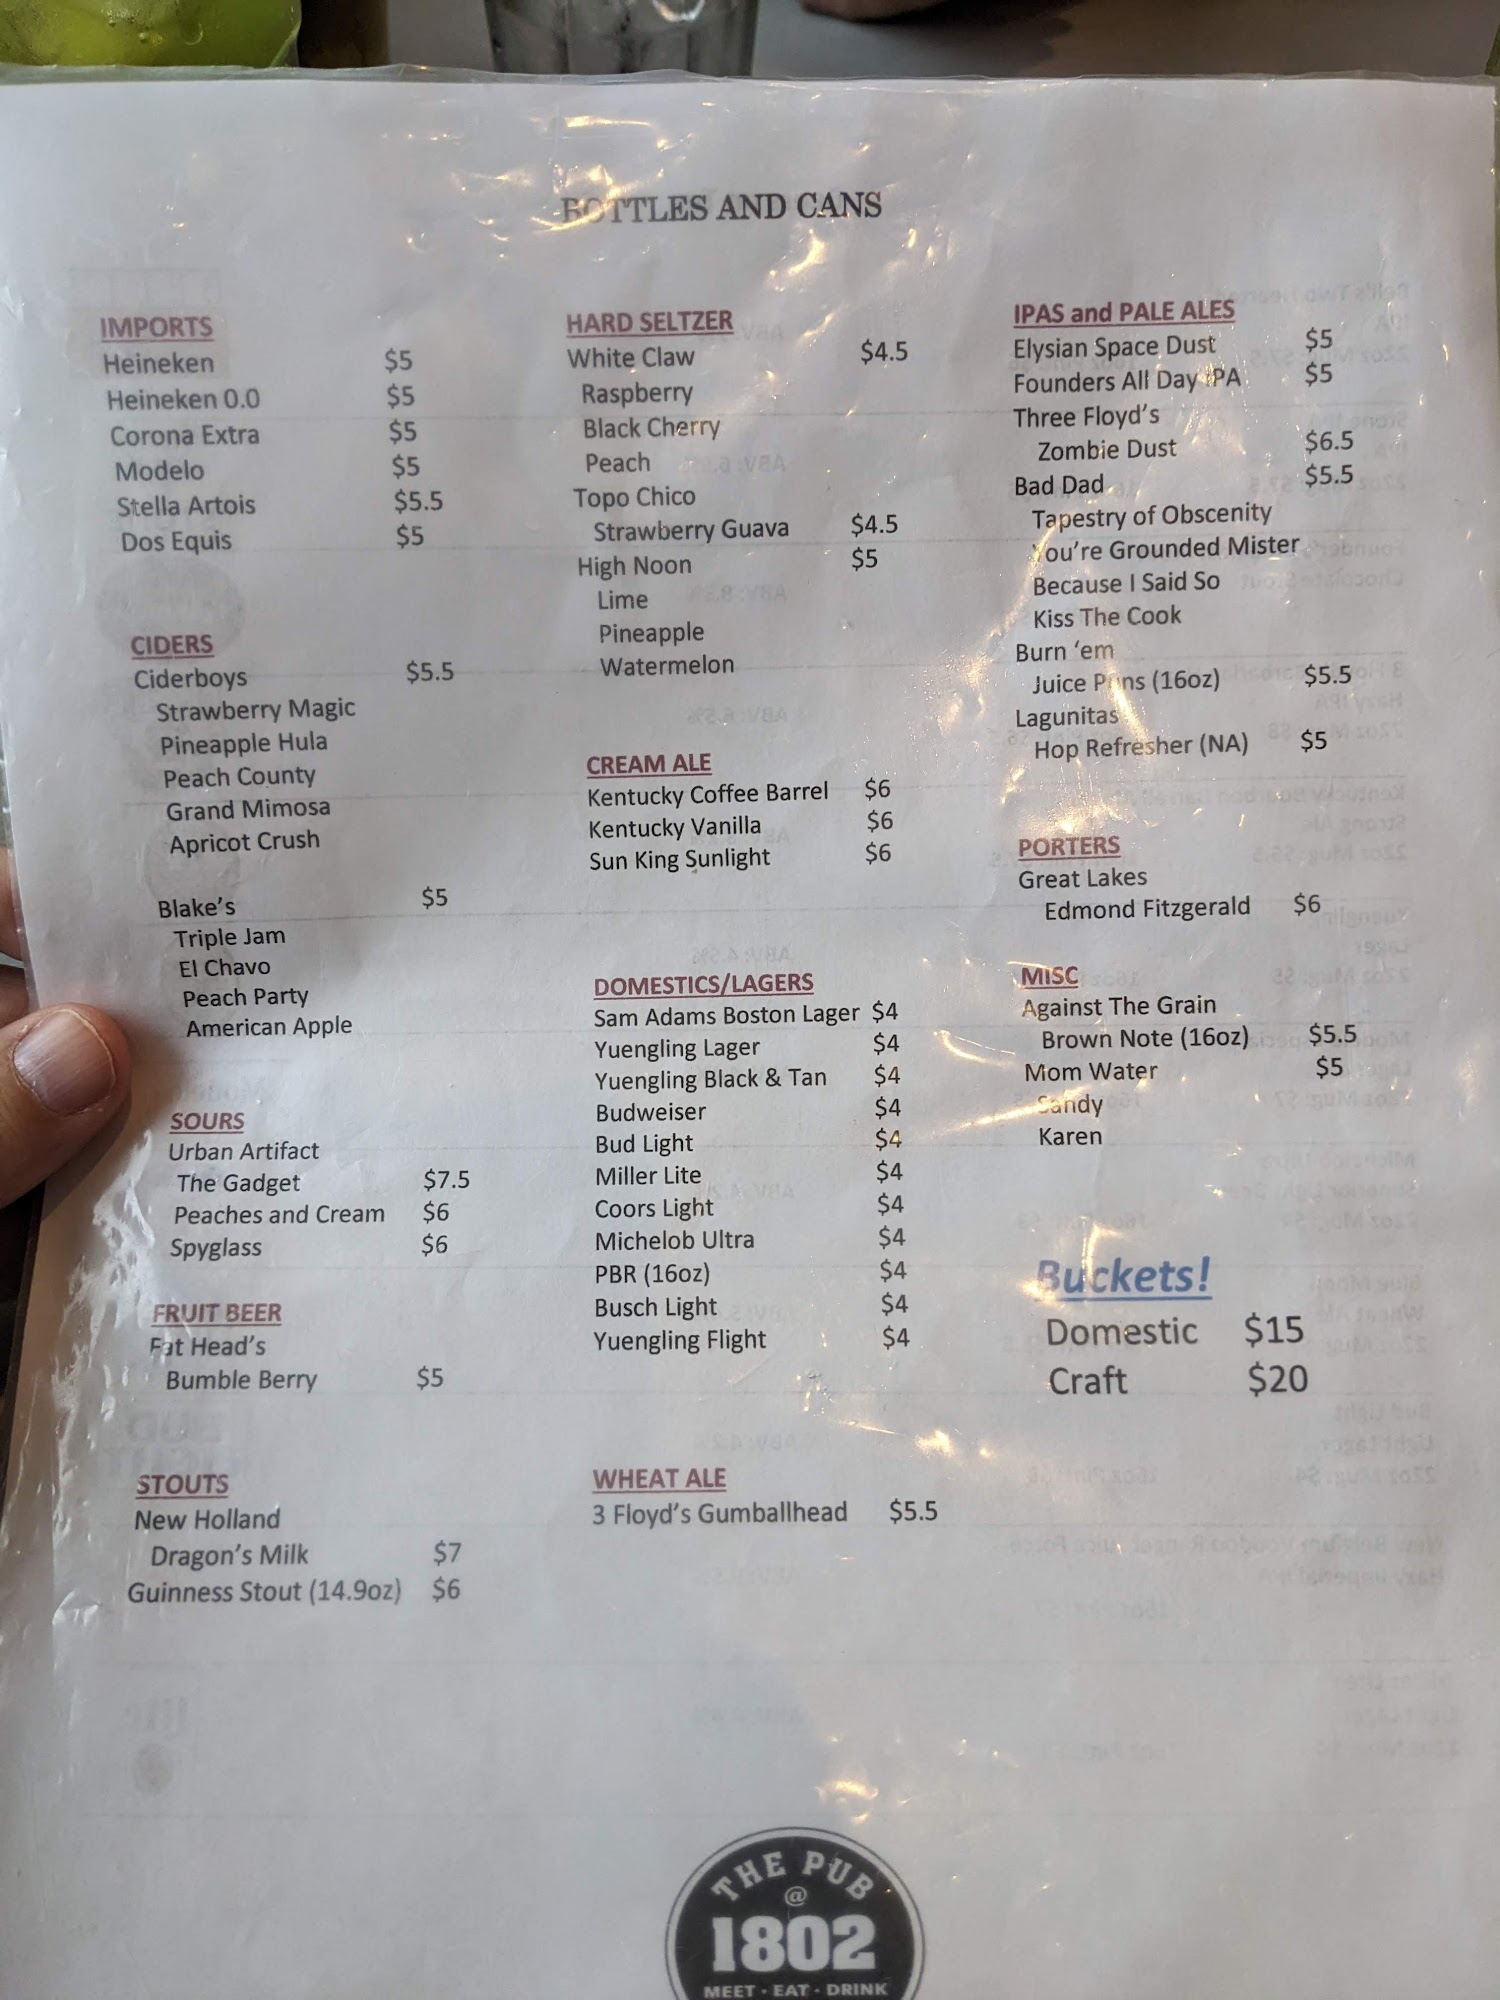 BOTTLES AND CANS
IMPORTS
Heineken $5
Heineken 0.0 $5
Corona Extra $5
Modelo $5
Stella Artois $5.5
Dos Equis $5
CIDERS
Ciderboys $5.5
Strawberry Magic
Pineapple Hula
Peach County
Grand Mimosa
Apricot Crush
Blake's $5
Triple Jam
El Chavo
Peach Party
American Apple
SOURS
Urban Artifact
The Gadget $7.5
Peaches and Cream $6
Spyglass $6
FRUIT BEER
Fat Head's
Bumble Berry $5
STOUTS
New Holland
Dragon's Milk $7
Guinness Stout (14.9oz) $6
HARD SELTZER
White Claw $4.5
Raspberry
Black Cherry
Peach
Topo Chico
Strawberry Guava $4.5
High Noon $5
Lime
Pineapple
Watermelon
CREAM ALE
Kentucky Coffee Barrel $6
Kentucky Vanilla $6
Sun King Sunlight $6
DOMESTICS/LAGERS
Sam Adams Boston Lager $4
Yuengling Lager $4
Yuengling Black & Tan $4
Budweiser $4
Bud Light $4
Miller Lite $4
Coors Light $4
Michelob Ultra $4
PBR (16oz) $4
Busch Light $4
Yuengling Flight $4
WHEAT ALE
3 Floyd's Gumballhead $5.5
IPAS and PALE ALES
Elysian Space Dust $5
Founders All Day IPA $5
Three Floyd's
Zombie Dust $6.5
Bad Dad $5.5
Tapestry of Obscenity
You're Grounded Mister
Because I Said So
Kiss The Cook
Burn 'em
Juice (16oz) $5.5
Lagunitas
Hop Refresher (NA) $5
PORTERS
Great Lakes
Edmond Fitzgerald $6
MISC
Against The Grain
Brown Note (16oz) $5.5
Mom Water $5
Sandy
Karen
Buckets!
Domestic $15
Craft $20
THE PUB
@
1802
MEET · EAT · DRINK